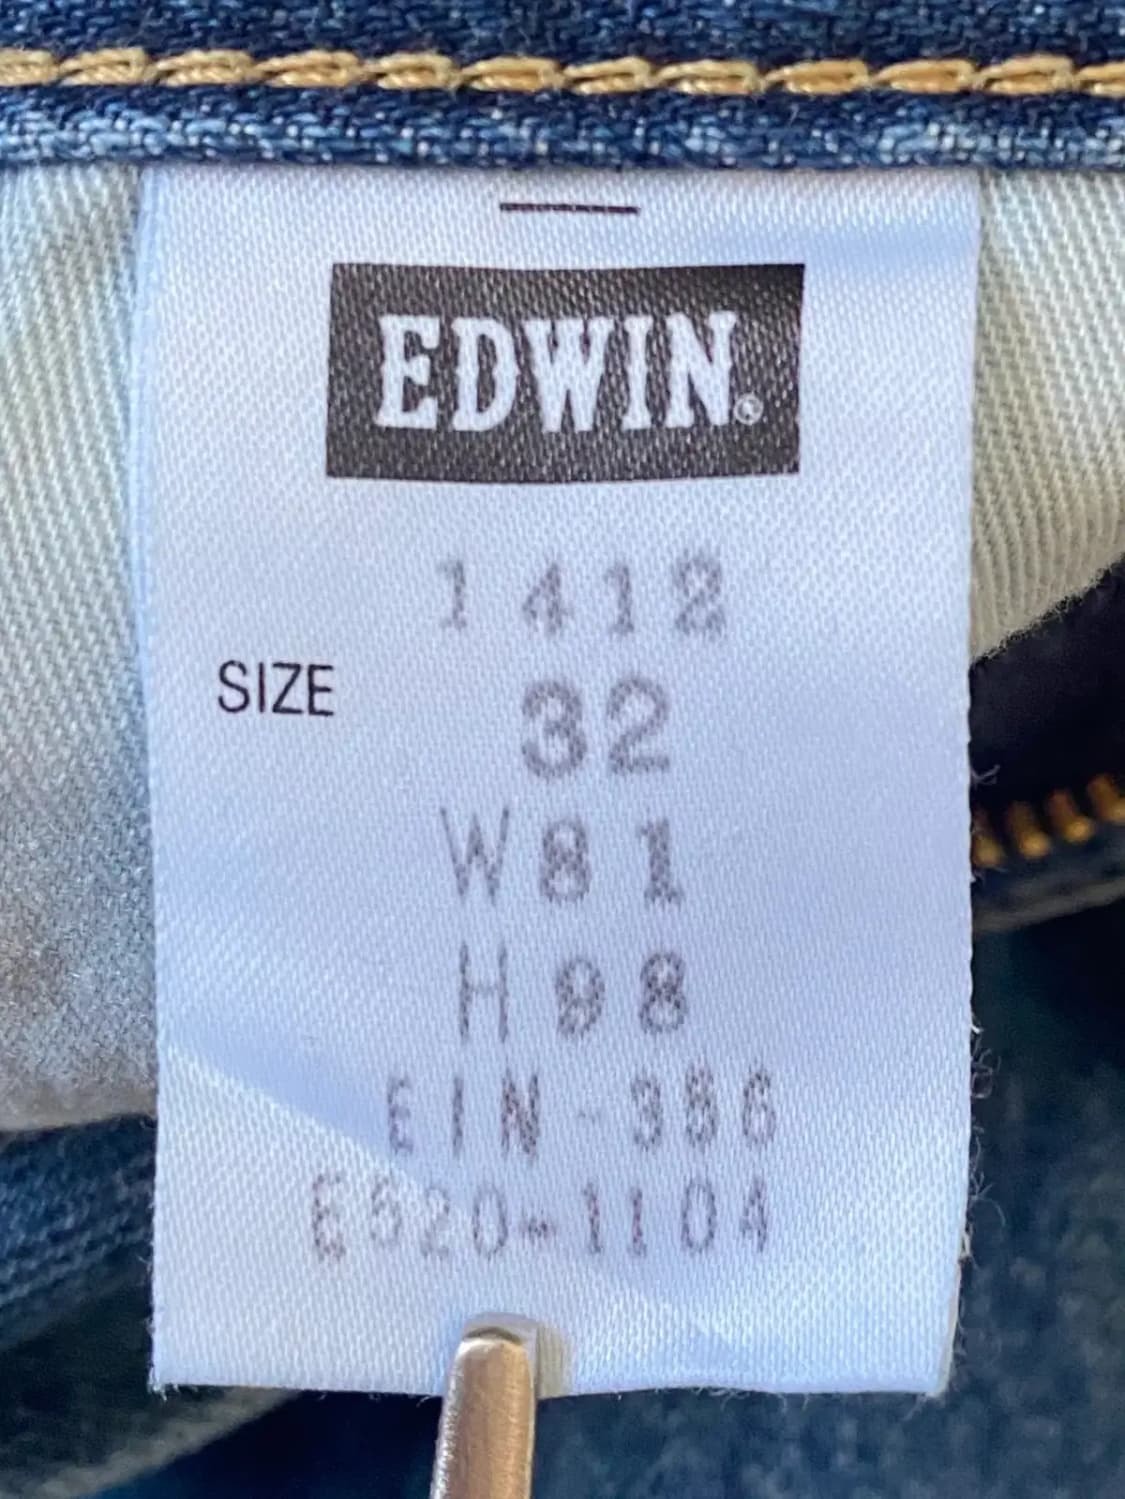 EDWIN®
1412
SIZE 32
W81
H98
EIN-386
E520-1104